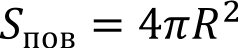 Sпов = 4πR²